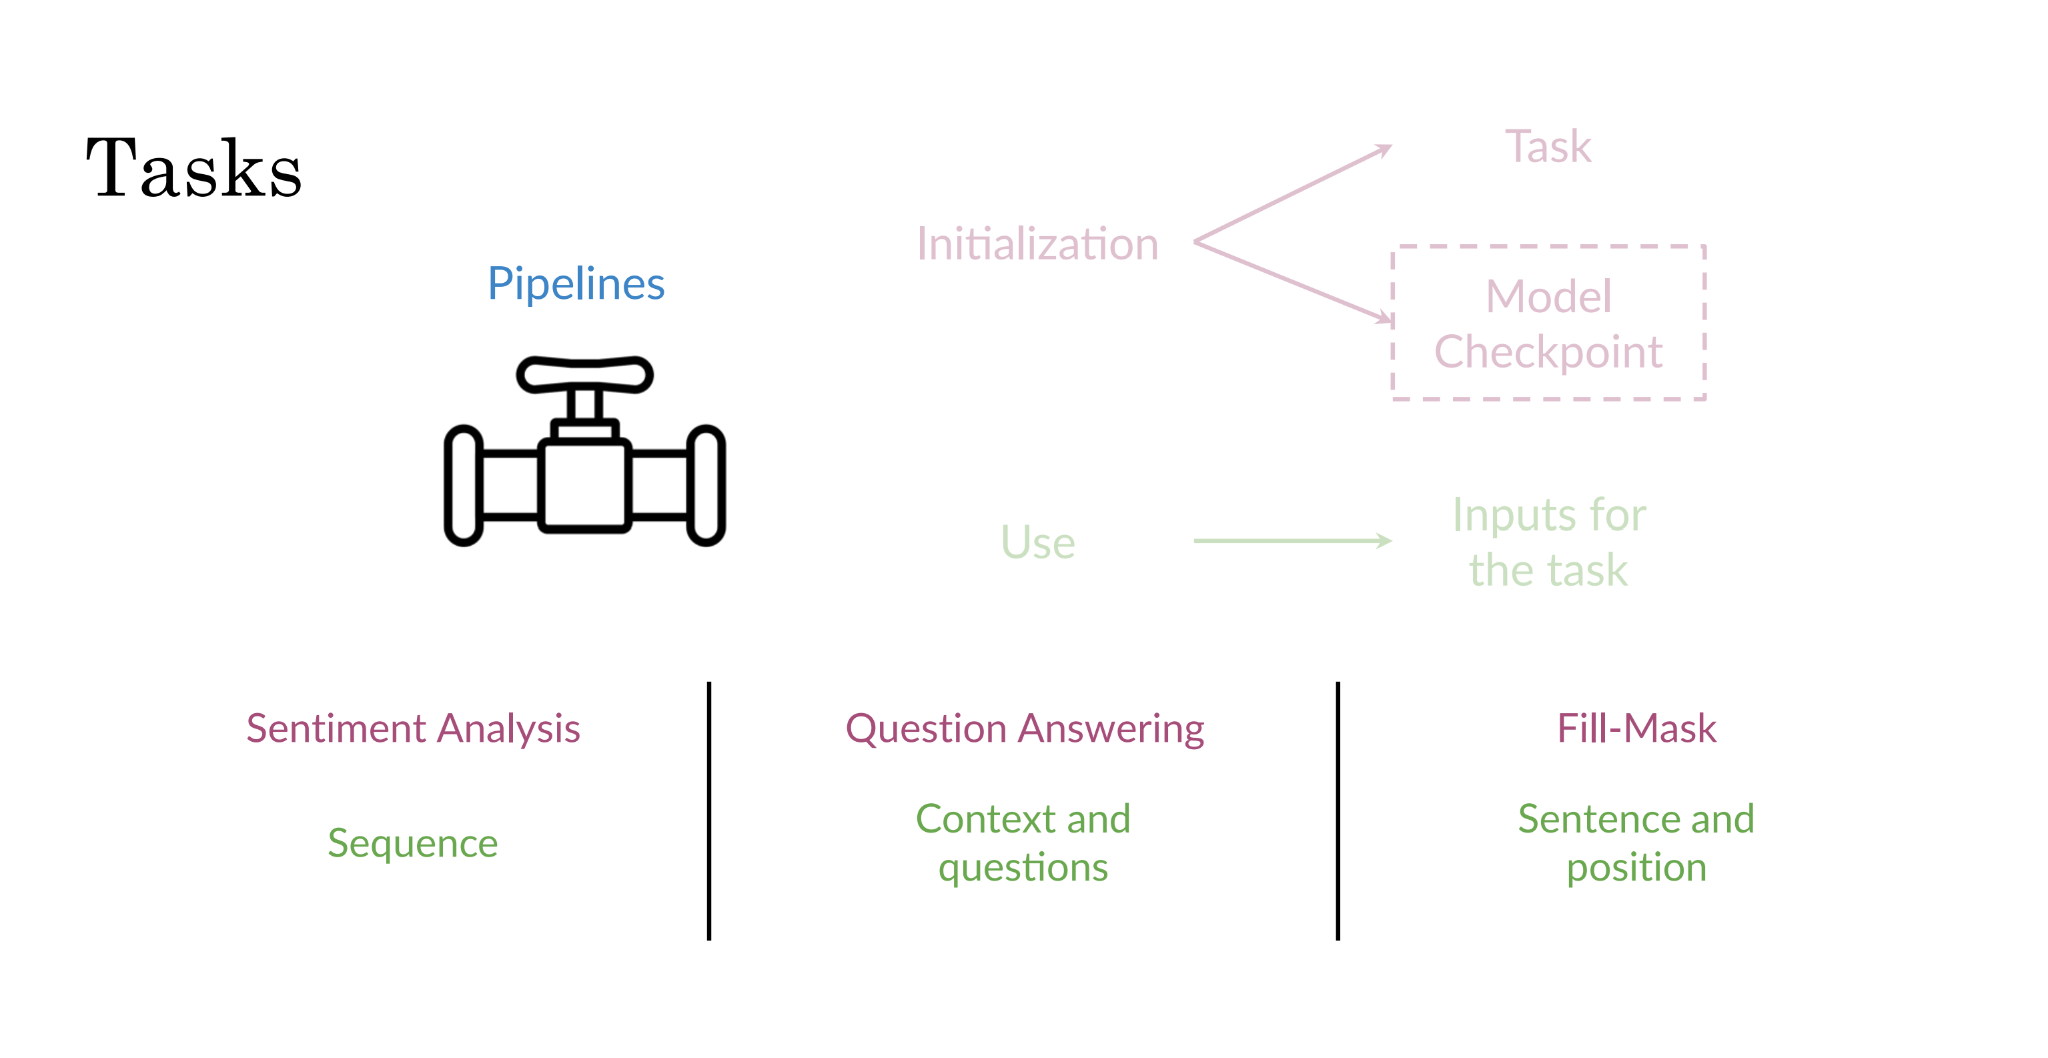 Tasks
Pipelines
Initialization
Task
Model
Checkpoint
Use
Inputs for
the task
Sentiment Analysis
Sequence
Question Answering
Context and
questions
Fill-Mask
Sentence and
position